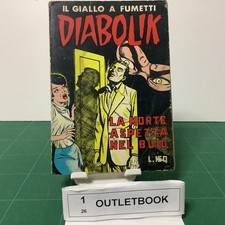 IL GIALLO A FUMETTI
DIABOLIK
LA MORTE
ASPETTA
NEL BUIO
L. 150
1
26
OUTLETBOOK